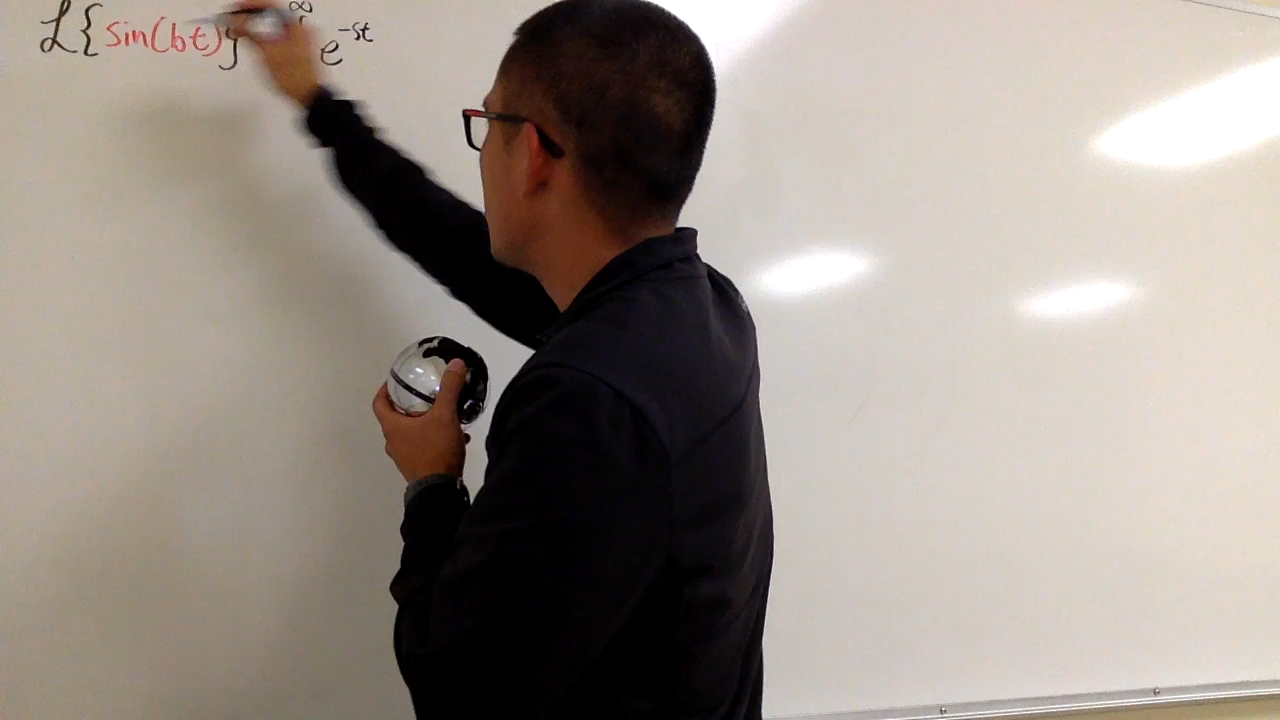 ℒ{sin(bt)} ∞ e^-st